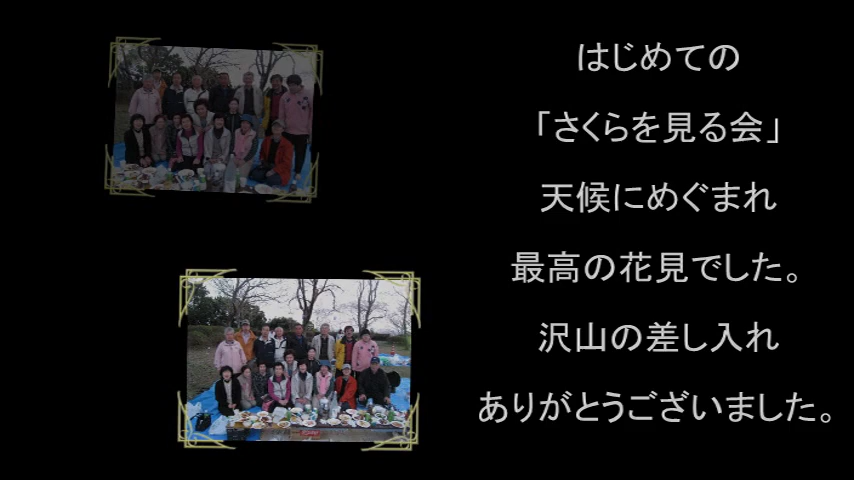 はじめての
「さくらを見る会」
天候にめぐまれ
最高の花見でした。
沢山の差し入れ
ありがとうございました。